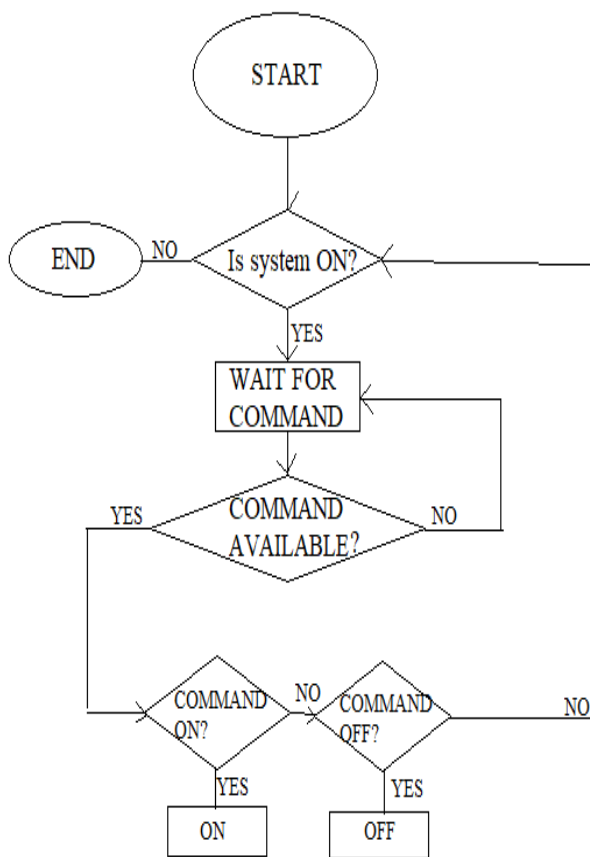 START
Is system ON?
NO
END
YES
WAIT FOR
COMMAND
COMMAND
AVAILABLE?
YES
NO
COMMAND
ON?
NO
COMMAND
OFF?
NO
YES
YES
ON
OFF